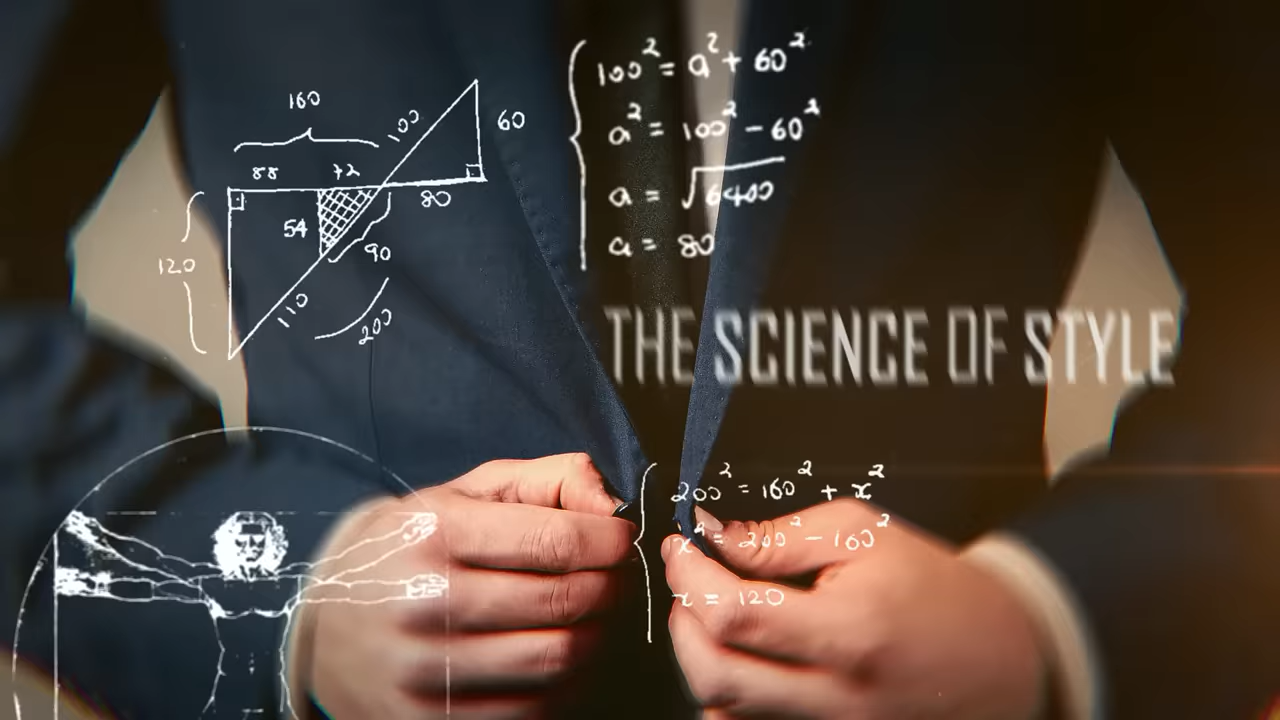 160
100
60
88
72
80
54
90
120
110
200
100² = a² + 60²
a² = 100² - 60²
a = √6400
a = 80
THE SCIENCE OF STYLE
200² = 160² + x²
x² = 200² - 160²
x = 120